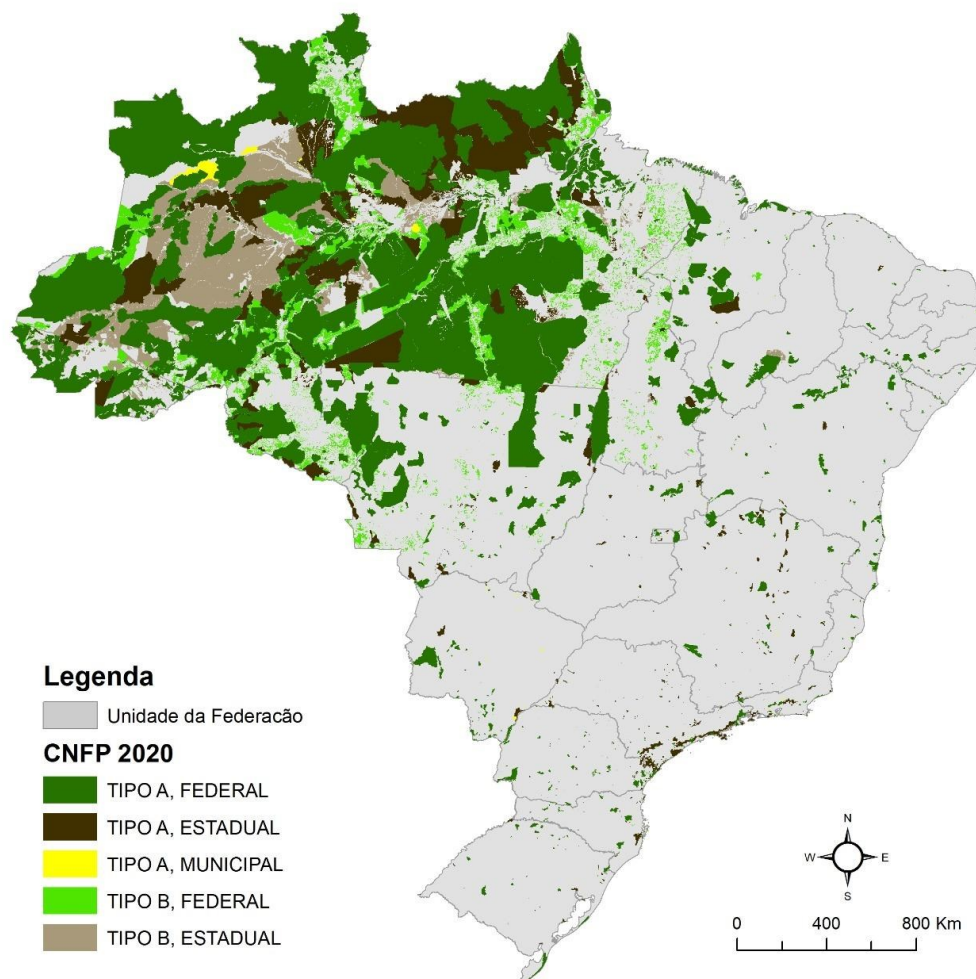 Legenda
Unidade da Federacão
CNFP 2020
TIPO A, FEDERAL
TIPO A, ESTADUAL
TIPO A, MUNICIPAL
TIPO B, FEDERAL
TIPO B, ESTADUAL
N
W E
S
0 400 800 Km